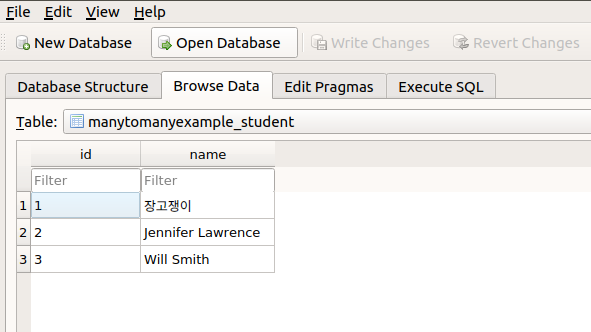 File Edit View Help
New Database Open Database Write Changes Revert Changes
Database Structure Browse Data Edit Pragmas Execute SQL
Table: manytomanyexample_student
id name
Filter Filter
1 1 장고쟁이
2 2 Jennifer Lawrence
3 3 Will Smith